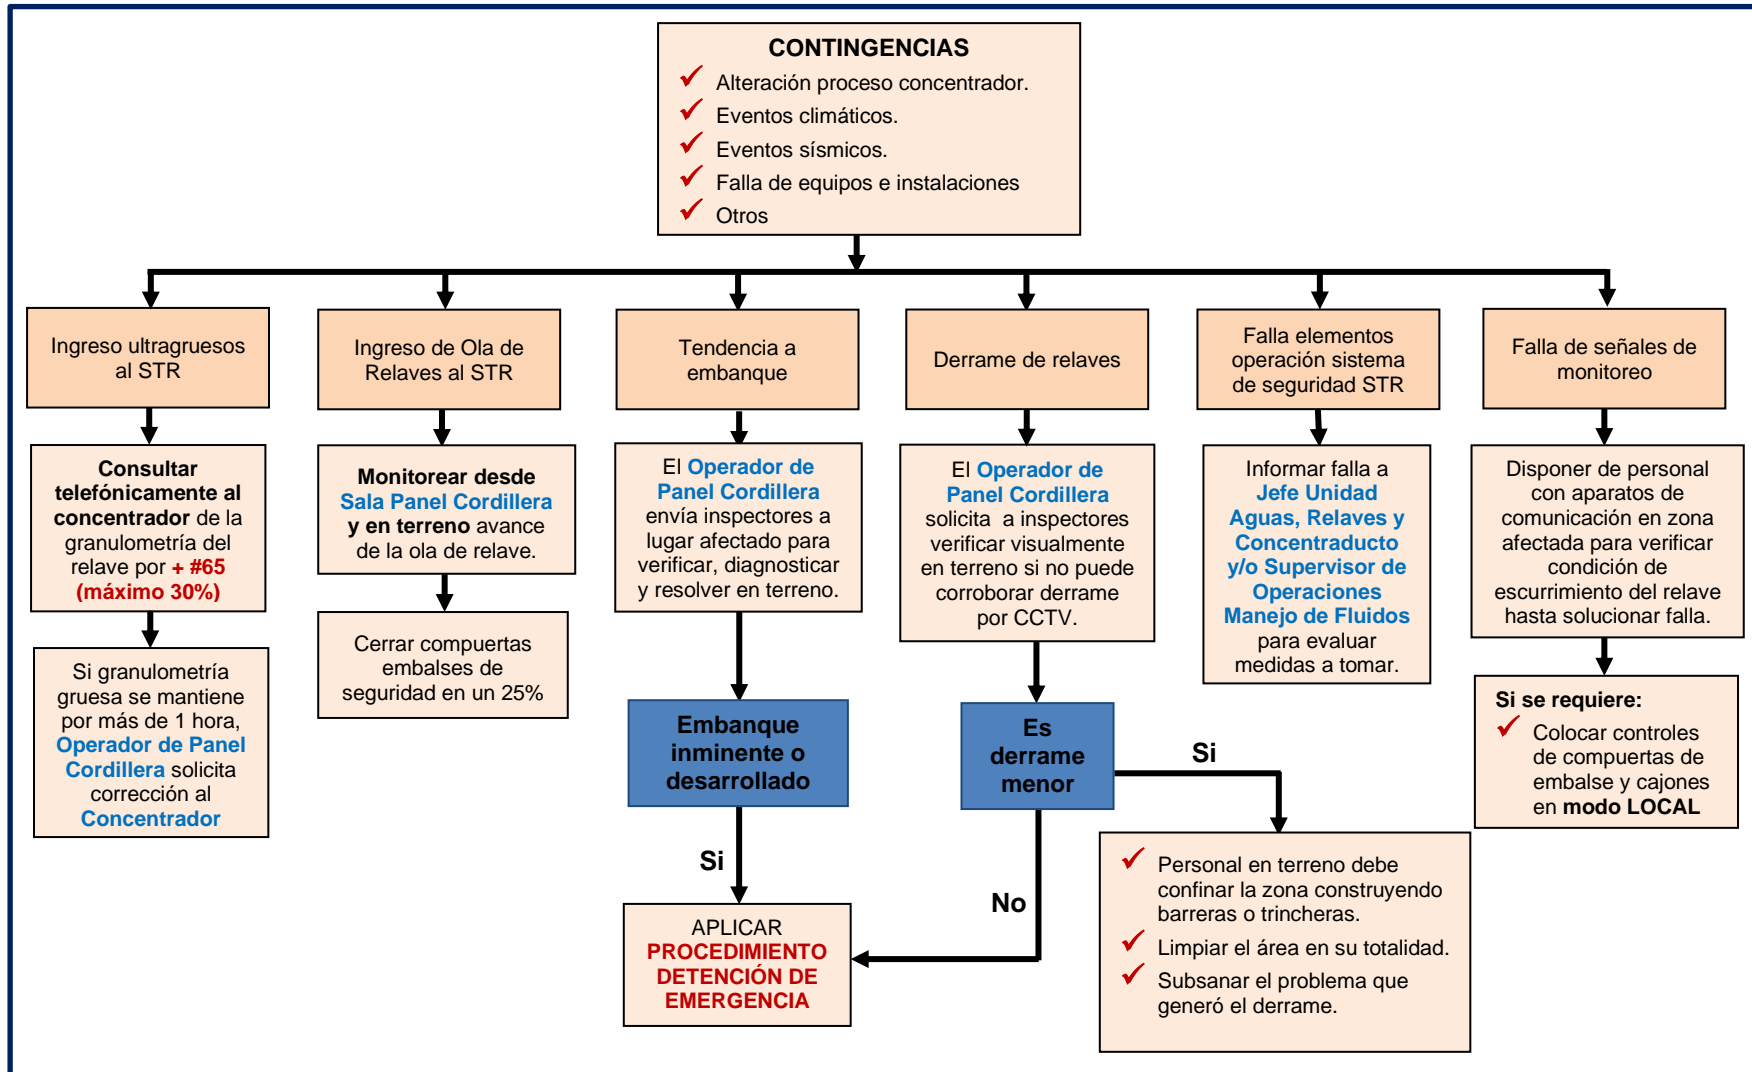 CONTINGENCIAS
Alteración proceso concentrador.
Eventos climáticos.
Eventos sísmicos.
Falla de equipos e instalaciones
Otros
Ingreso ultragruesos
al STR
Ingreso de Ola de
Relaves al STR
Tendencia a
embanque
Derrame de relaves
Falla elementos
operación sistema
de seguridad STR
Falla de señales de
monitoreo
Consultar
telefónicamente al
concentrador de la
granulometría del
relave por + #65
(máximo 30%)
Monitorear desde
Sala Panel Cordillera
y en terreno avance
de la ola de relave.
El Operador de
Panel Cordillera
envía inspectores a
lugar afectado para
verificar, diagnosticar
y resolver en terreno.
El Operador de
Panel Cordillera
solicita a inspectores
verificar visualmente
en terreno si no puede
corroborar derrame
por CCTV.
Informar falla a
Jefe Unidad
Aguas, Relaves y
Concentraducto
y/o Supervisor de
Operaciones
Manejo de Fluidos
para evaluar
medidas a tomar.
Disponer de personal
con aparatos de
comunicación en zona
afectada para verificar
condición de
escurrimiento del relave
hasta solucionar falla.
Si granulometría
gruesa se mantiene
por más de 1 hora,
Operador de Panel
Cordillera solicita
corrección al
Concentrador
Cerrar compuertas
embalses de
seguridad en un 25%
Embanque
inminente o
desarrollado
Es
derrame
menor
Si
Si se requiere:
Colocar controles
de compuertas de
embalse y cajones
en modo LOCAL
Si
No
APLICAR
PROCEDIMIENTO
DETENCIÓN DE
EMERGENCIA
Personal en terreno debe
confinar la zona construyendo
barreras o trincheras.
Limpiar el área en su totalidad.
Subsanar el problema que
generó el derrame.